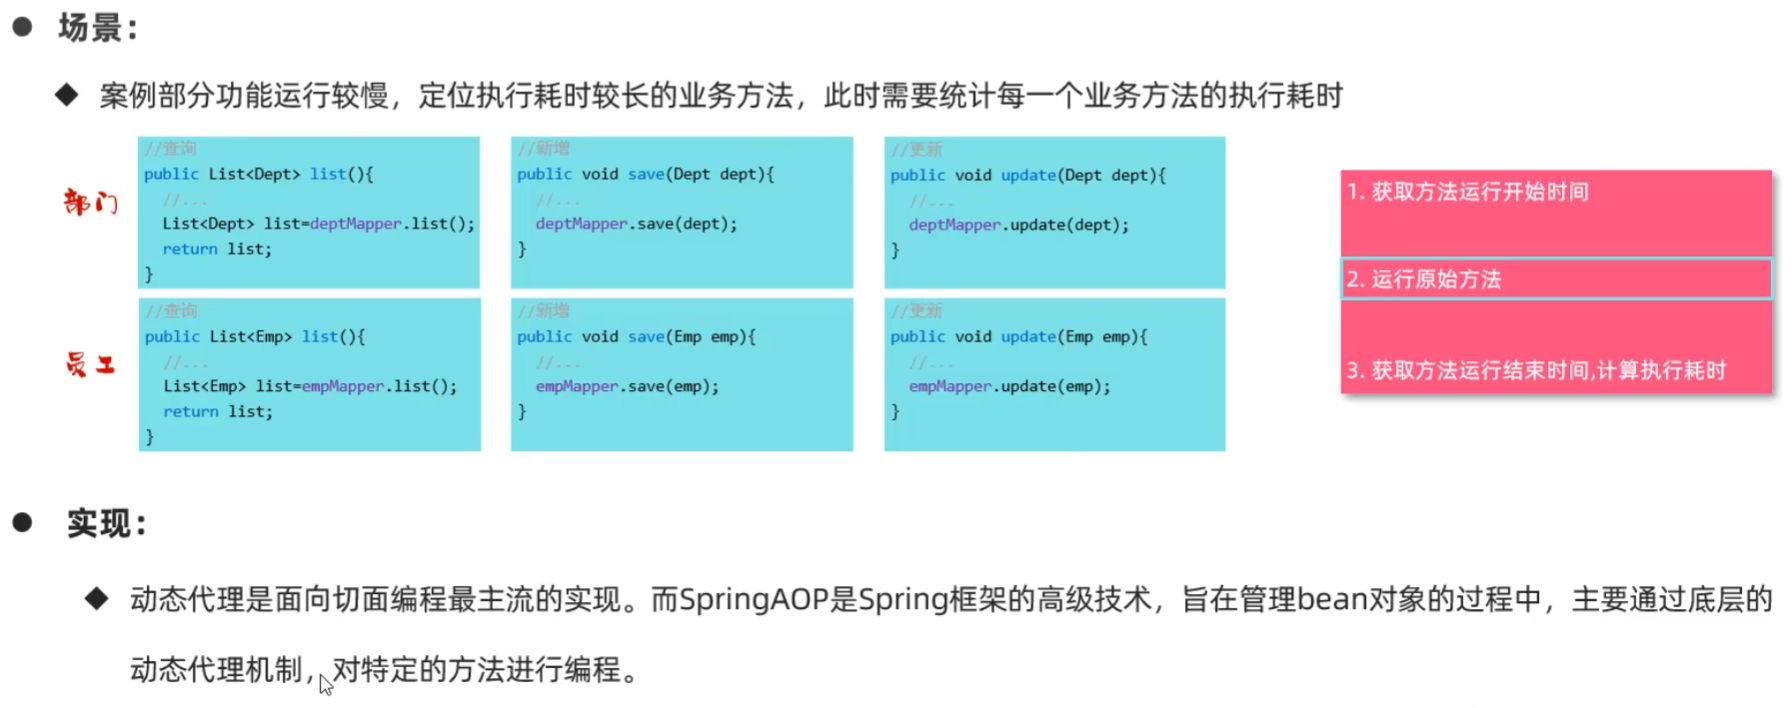 场景：
案例部分功能运行较慢，定位执行耗时较长的业务方法，此时需要统计每一个业务方法的执行耗时
部门
//查询
public List<Dept> list(){
//...
List<Dept> list=deptMapper.list();
return list;
}
//新增
public void save(Dept dept){
//...
deptMapper.save(dept);
}
//更新
public void update(Dept dept){
//...
deptMapper.update(dept);
}
员工
//查询
public List<Emp> list(){
//...
List<Emp> list=empMapper.list();
return list;
}
//新增
public void save(Emp emp){
//...
empMapper.save(emp);
}
//更新
public void update(Emp emp){
//...
empMapper.update(emp);
}
1. 获取方法运行开始时间
2. 运行原始方法
3. 获取方法运行结束时间,计算执行耗时
实现：
动态代理是面向切面编程最主流的实现。而SpringAOP是Spring框架的高级技术，旨在管理bean对象的过程中，主要通过底层的
动态代理机制，对特定的方法进行编程。